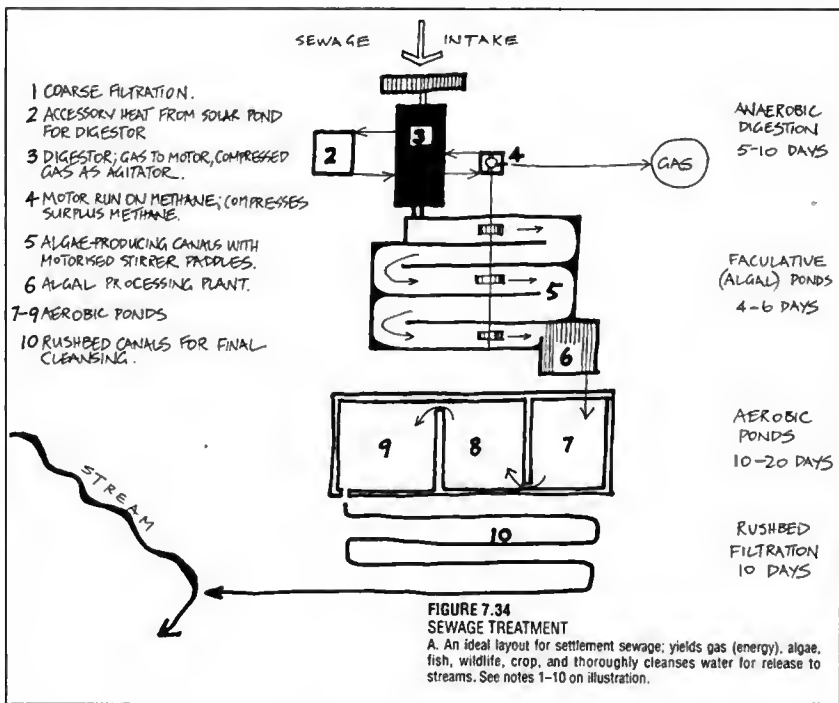 SEWAGE INTAKE
1 COARSE FILTRATION.
2 ACCESSORY HEAT FROM SOLAR POND
FOR DIGESTOR
3 DIGESTOR; GAS TO MOTOR, COMPRESSED
GAS AS AGITATOR.
4 MOTOR RUN ON METHANE; COMPRESSES
SURPLUS METHANE.
5 ALGAE-PRODUCING CANALS WITH
MOTORISED STIRRER PADDLES.
6 ALGAL PROCESSING PLANT.
7-9 AEROBIC PONDS
10 RUSHBED CANALS FOR FINAL
CLEANSING.
2
3
4
GAS
5
6
9
8
7
10
STREAM
ANAEROBIC
DIGESTION
5-10 DAYS
FACULATIVE
(ALGAL) PONDS
4-6 DAYS
AEROBIC
PONDS
10-20 DAYS
RUSHBED
FILTRATION
10 DAYS
FIGURE 7.34
SEWAGE TREATMENT
A. An ideal layout for settlement sewage; yields gas (energy), algae,
fish, wildlife, crop, and thoroughly cleanses water for release to
streams. See notes 1–10 on illustration.